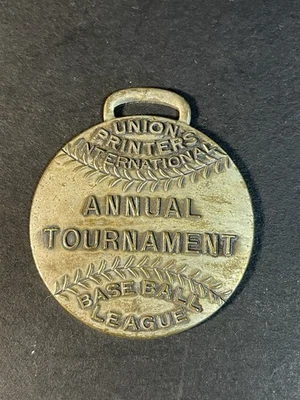 UNION
PRINTERS
INTERNATIONAL
ANNUAL
TOURNAMENT
BASE BALL
LEAGUE